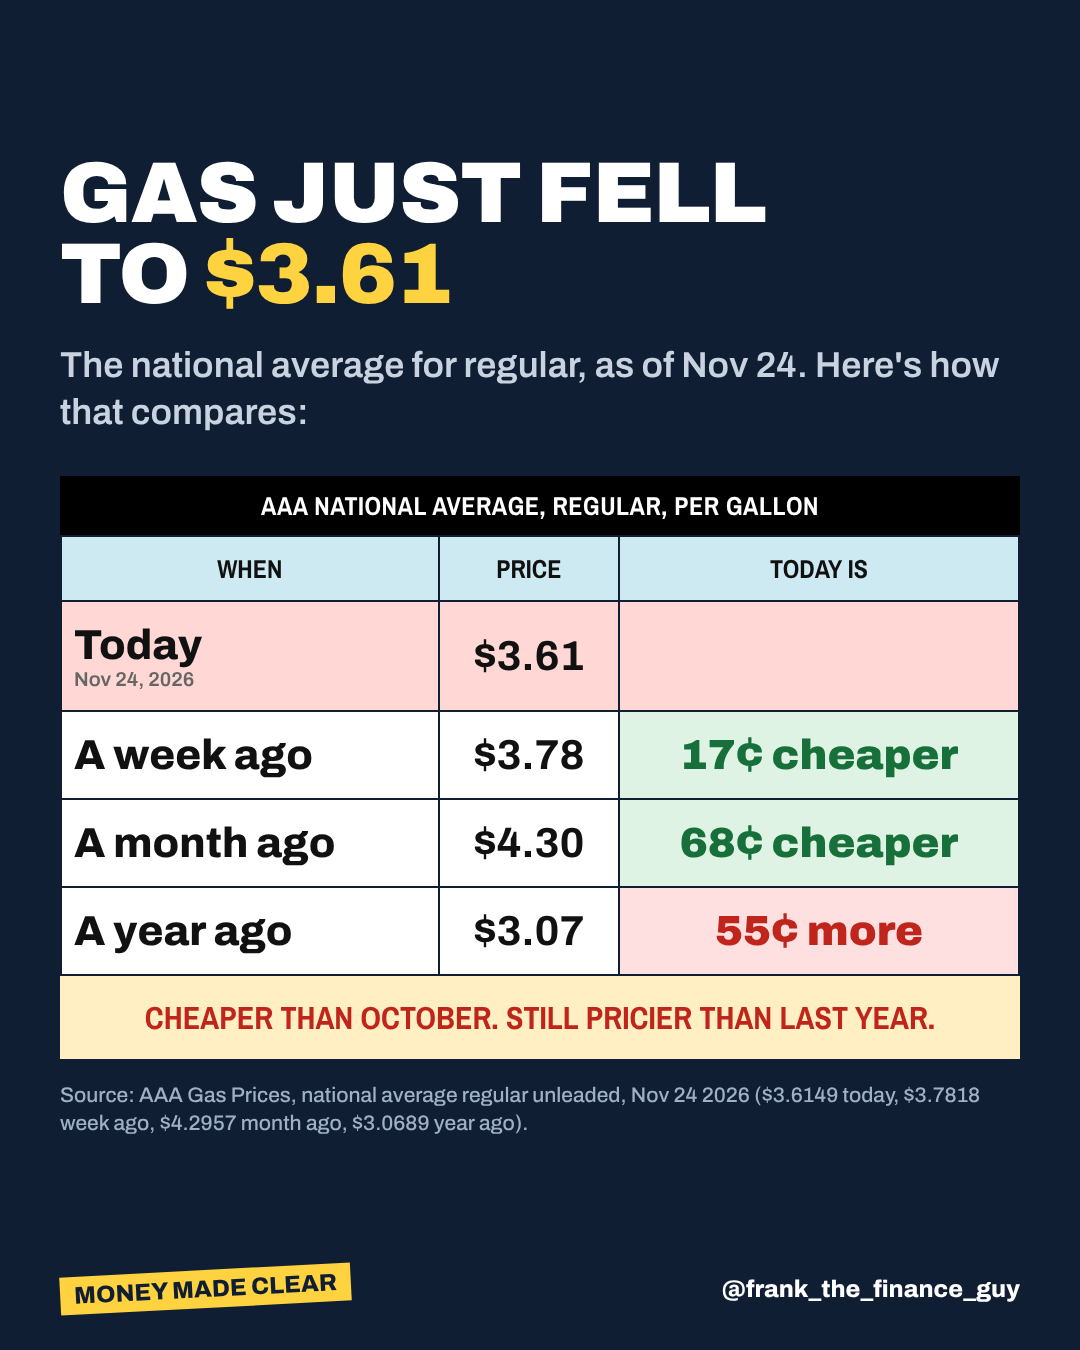 GAS JUST FELL
TO $3.61
The national average for regular, as of Nov 24. Here's how
that compares:
AAA NATIONAL AVERAGE, REGULAR, PER GALLON
WHEN PRICE TODAY IS
Today $3.61
Nov 24, 2026
A week ago $3.78 17¢ cheaper
A month ago $4.30 68¢ cheaper
A year ago $3.07 55¢ more
CHEAPER THAN OCTOBER. STILL PRICIER THAN LAST YEAR.
Source: AAA Gas Prices, national average regular unleaded, Nov 24 2026 ($3.6149 today, $3.7818
week ago, $4.2957 month ago, $3.0689 year ago).
MONEY MADE CLEAR
@frank_the_finance_guy